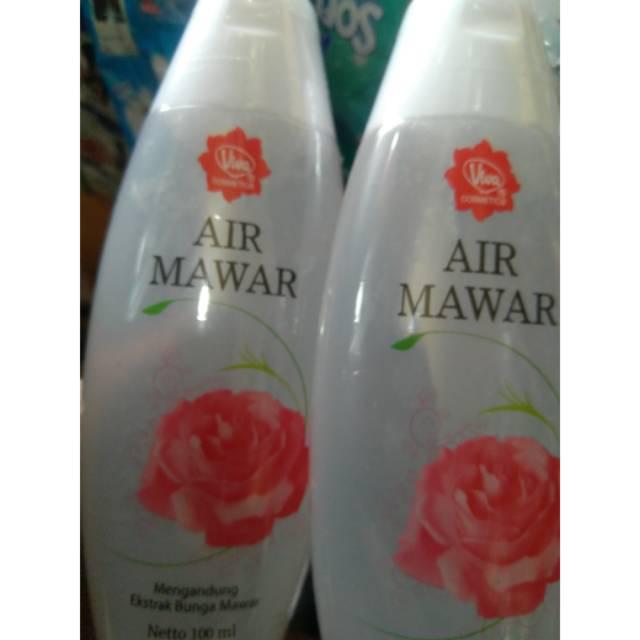 Viva
COSMETICS
AIR
MAWAR
Mengandung
Ekstrak Bunga Mawar
Netto 100 ml
Viva
COSMETICS
AIR
MAWAR